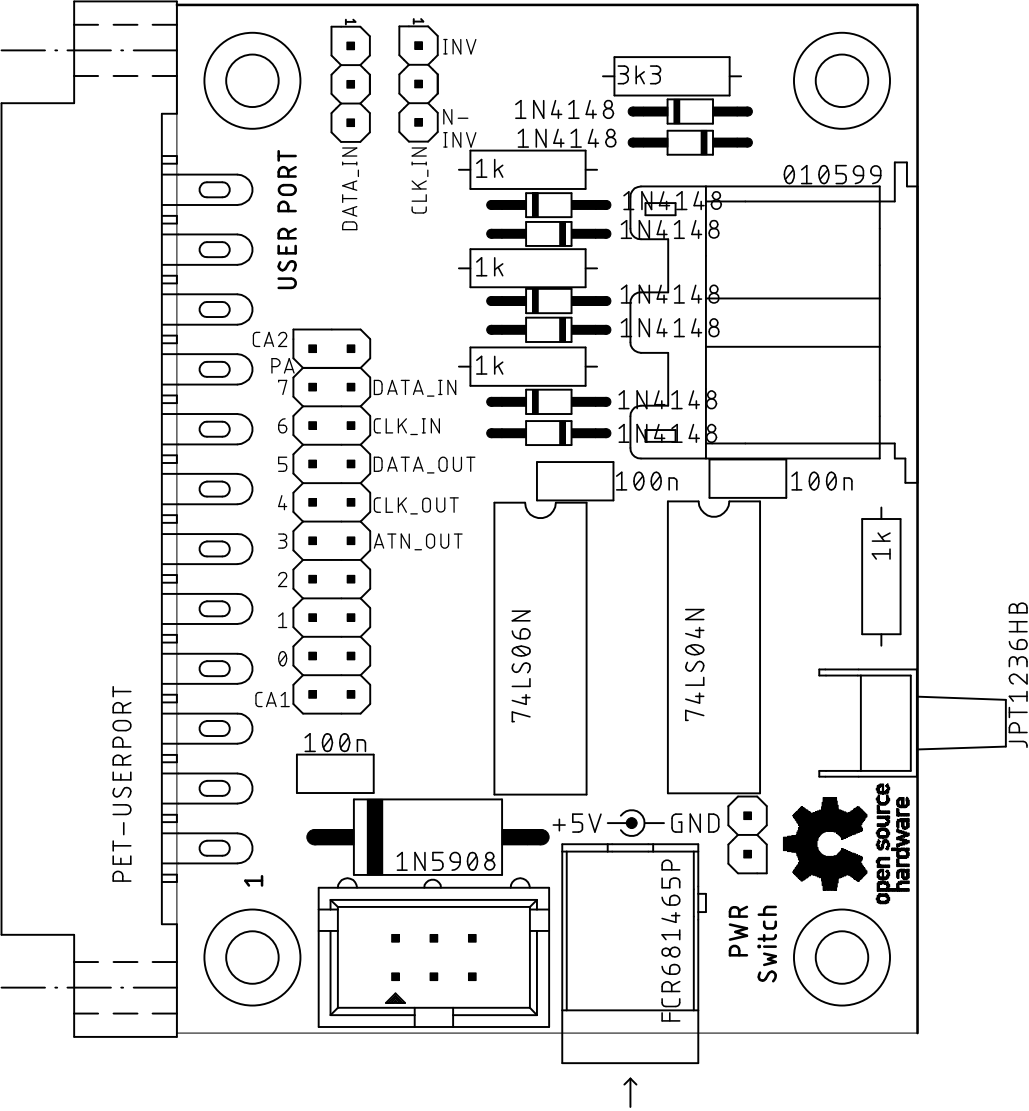 1
1
INV
N-
INV
DATA_IN
CLK_IN
3k3
1N4148
1N4148
USER PORT
1k
010599
1N4148
1N4148
1k
1N4148
1N4148
1k
1N4148
1N4148
CA2
PA
7
DATA_IN
6
CLK_IN
5
DATA_OUT
4
CLK_OUT
3
ATN_OUT
2
1
0
CA1
100n
100n
1k
74LS06N
74LS04N
JPT1236HB
PET-USERPORT
100n
1N5908
1
+5V
GND
FCR681465P
PWR
Switch
open source
hardware